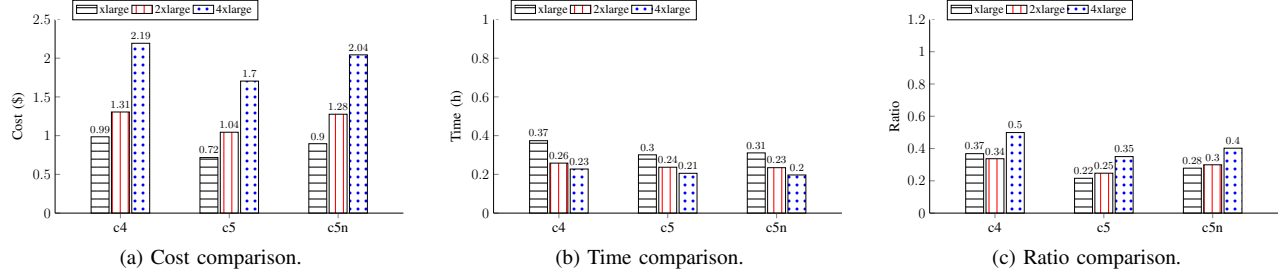 xlarge 2xlarge 4xlarge
2.5
2
1.5
1
0.5
0
Cost ($)
0.99 1.31 2.19
0.72 1.04 1.7
0.9 1.28 2.04
c4 c5 c5n
(a) Cost comparison.
xlarge 2xlarge 4xlarge
1
0.8
0.6
0.4
0.2
0
Time (h)
0.37 0.26 0.23
0.3 0.24 0.21
0.31 0.23 0.2
c4 c5 c5n
(b) Time comparison.
xlarge 2xlarge 4xlarge
1.2
1
0.8
0.6
0.4
0.2
0
Ratio
0.37 0.34 0.5
0.22 0.25 0.35
0.28 0.3 0.4
c4 c5 c5n
(c) Ratio comparison.